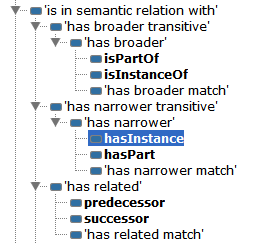 'is in semantic relation with'
'has broader transitive'
'has broader'
isPartOf
isInstanceOf
'has broader match'
'has narrower transitive'
'has narrower'
hasInstance
hasPart
'has narrower match'
'has related'
predecessor
successor
'has related match'